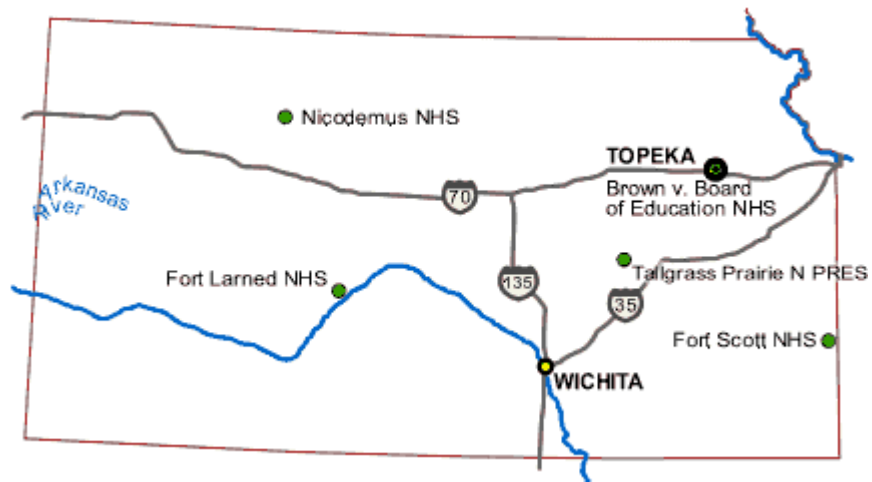 Nicodemus NHS
TOPEKA
Brown v. Board
of Education NHS
70
Arkansas
River
Fort Larned NHS
135
Tallgrass Prairie N PRES
35
Fort Scott NHS
WICHITA